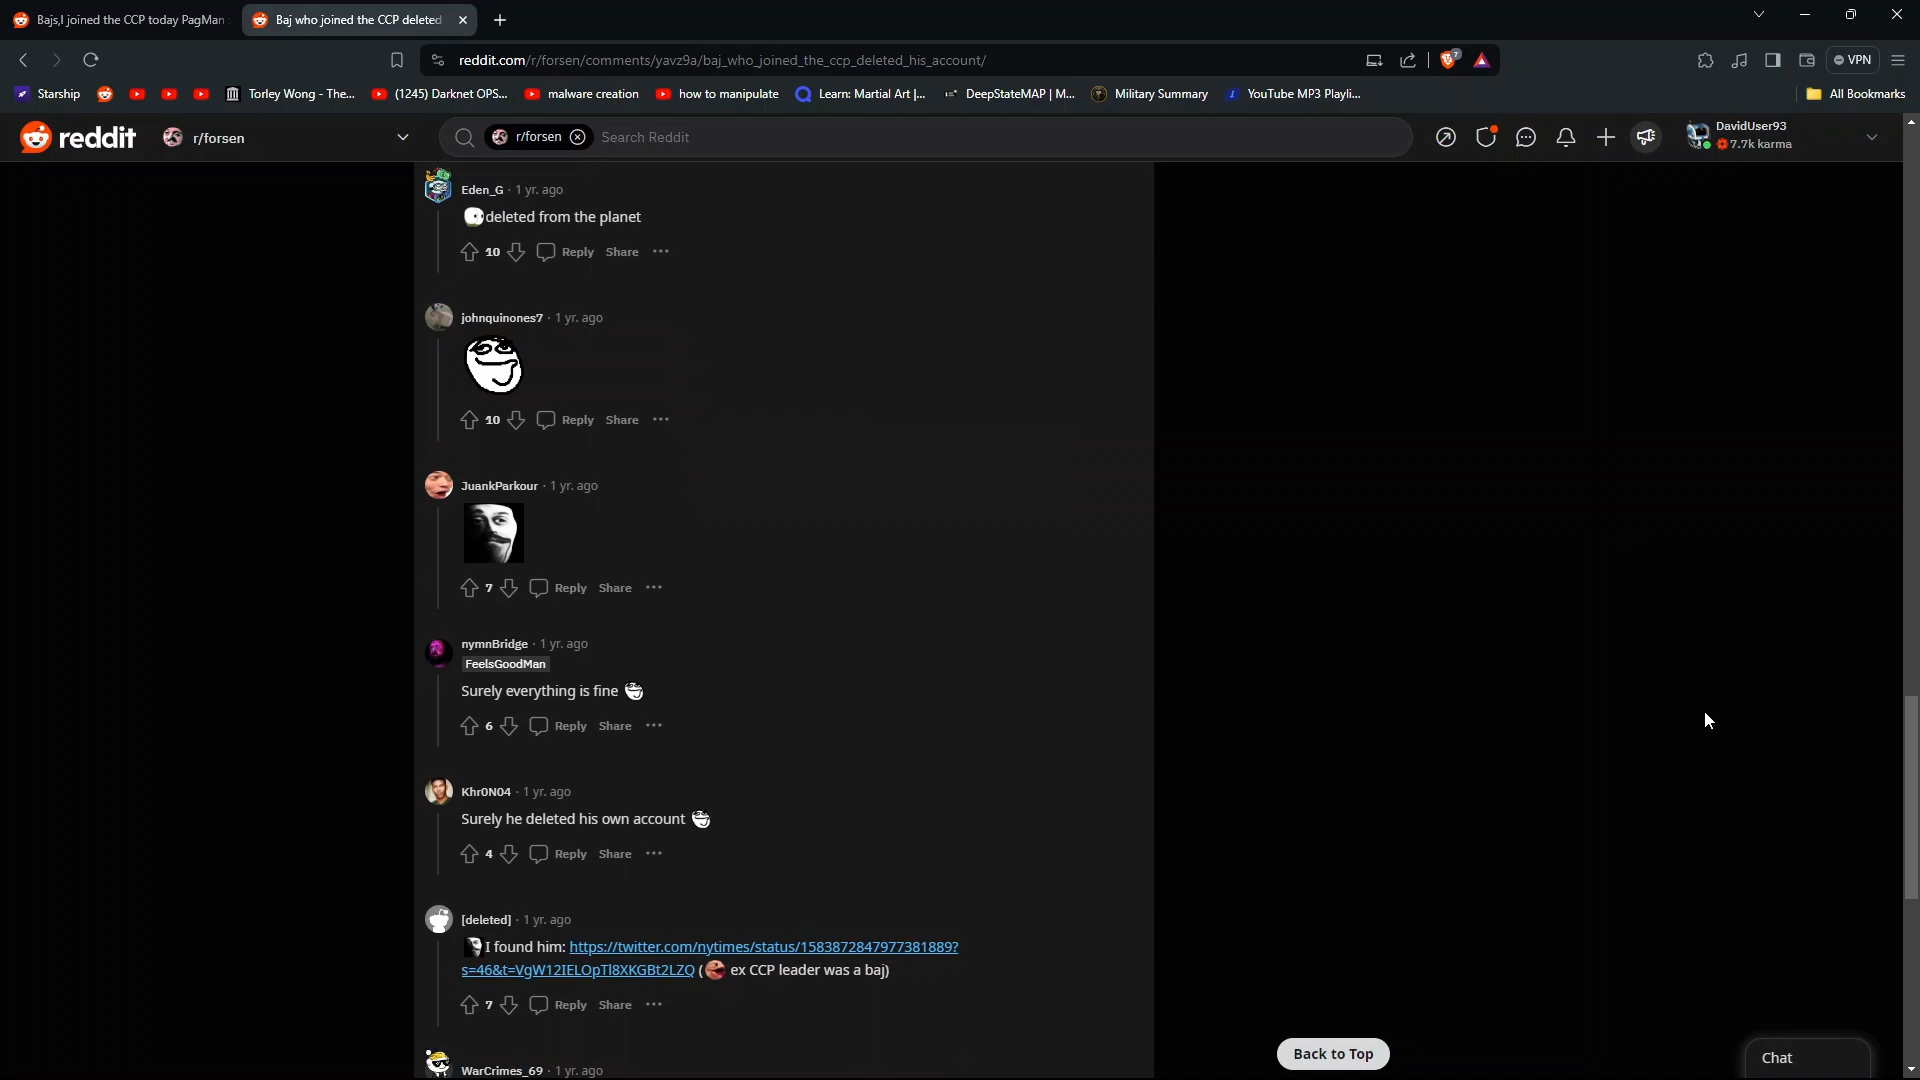 Bajs,I joined the CCP today PagMan
Baj who joined the CCP deleted
reddit.com/r/forsen/comments/yavz9a/baj_who_joined_the_ccp_deleted_his_account/
7
VPN
Starship
Torley Wong - The...
(1245) Darknet OPS...
malware creation
how to manipulate
Learn: Martial Art |...
DeepStateMAP | M...
Military Summary
YouTube MP3 Playli...
All Bookmarks
reddit
r/forsen
r/forsen
Search Reddit
DavidUser93
7.7k karma
Eden_G · 1 yr. ago
deleted from the planet
10 Reply Share ···
johnquinones7 · 1 yr. ago
10 Reply Share ···
JuankParkour · 1 yr. ago
7 Reply Share ···
nymnBridge · 1 yr. ago
FeelsGoodMan
Surely everything is fine
6 Reply Share ···
Khr0N04 · 1 yr. ago
Surely he deleted his own account
4 Reply Share ···
[deleted] · 1 yr. ago
I found him: https://twitter.com/nytimes/status/1583872847977381889?
s=46&t=VgW12IELOpTl8XKGBt2LZQ ( ex CCP leader was a baj)
7 Reply Share ···
WarCrimes_69 · 1 yr. ago
Back to Top
Chat